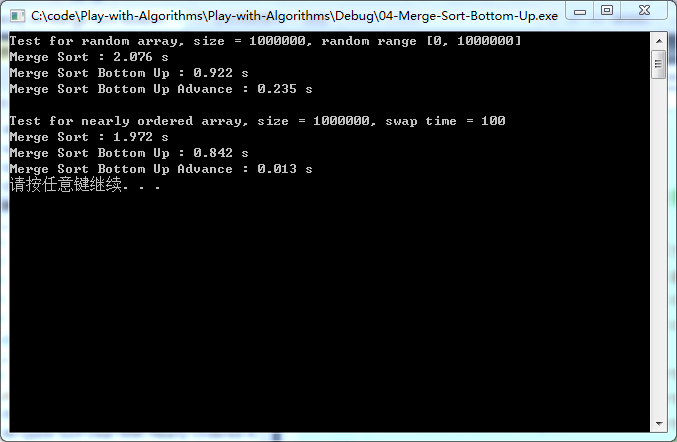 C:\code\Play-with-Algorithms\Play-with-Algorithms\Debug\04-Merge-Sort-Bottom-Up.exe
Test for random array, size = 1000000, random range [0, 1000000]
Merge Sort : 2.076 s
Merge Sort Bottom Up : 0.922 s
Merge Sort Bottom Up Advance : 0.235 s
Test for nearly ordered array, size = 1000000, swap time = 100
Merge Sort : 1.972 s
Merge Sort Bottom Up : 0.842 s
Merge Sort Bottom Up Advance : 0.013 s
请按任意键继续. . .